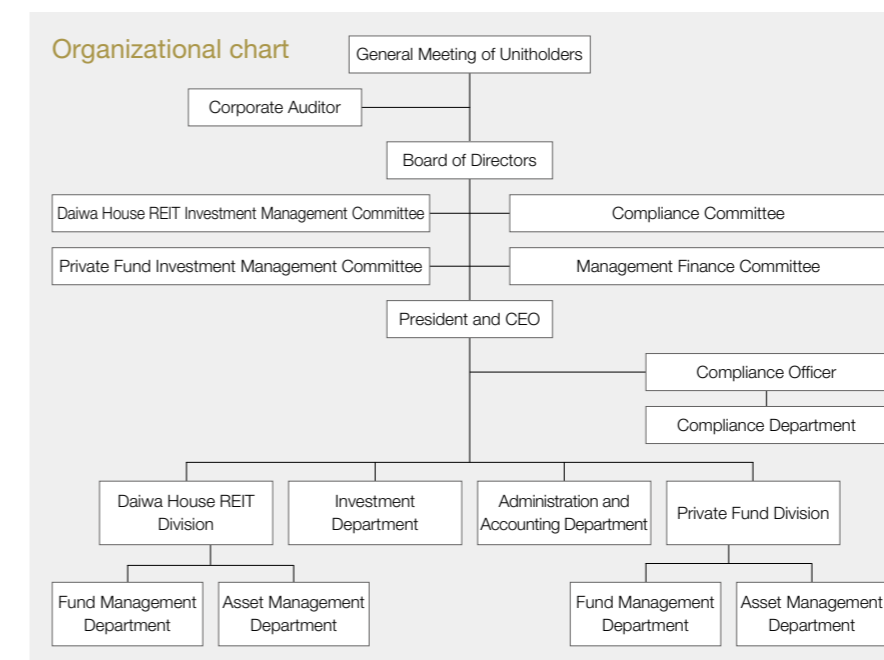 Organizational chart
General Meeting of Unitholders
Corporate Auditor
Board of Directors
Daiwa House REIT Investment Management Committee
Compliance Committee
Private Fund Investment Management Committee
Management Finance Committee
President and CEO
Compliance Officer
Compliance Department
Daiwa House REIT
Division
Investment
Department
Administration and
Accounting Department
Private Fund Division
Fund Management
Department
Asset Management
Department
Fund Management
Department
Asset Management
Department